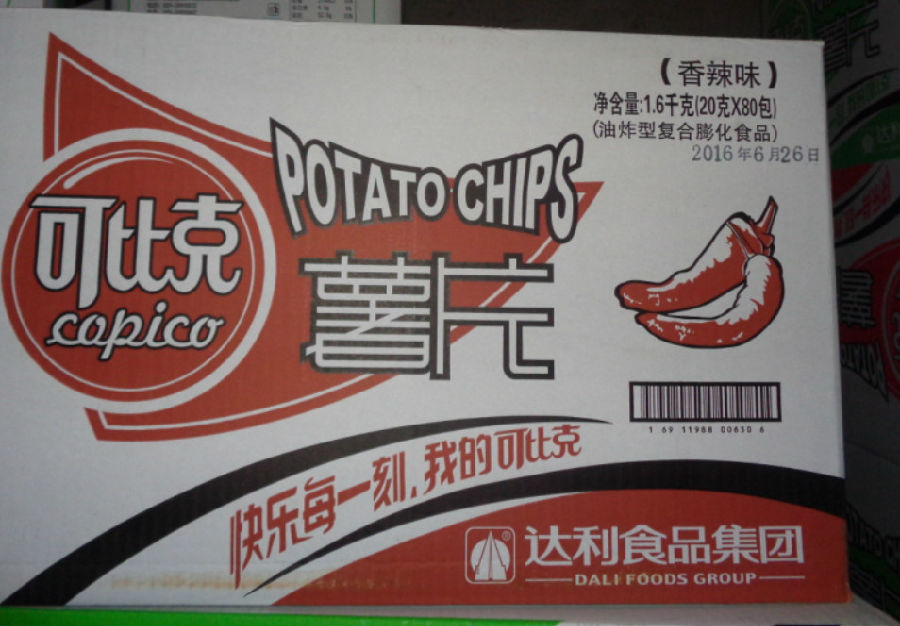 【香辣味】
净含量:1.6千克(20克X80包)
(油炸型复合膨化食品)
2016年6月26日
POTATO CHIPS
薯片
可比克
copico
1 69 11988 00630 6
快乐每一刻,我的可比克
达利食品集团
DALI FOODS GROUP